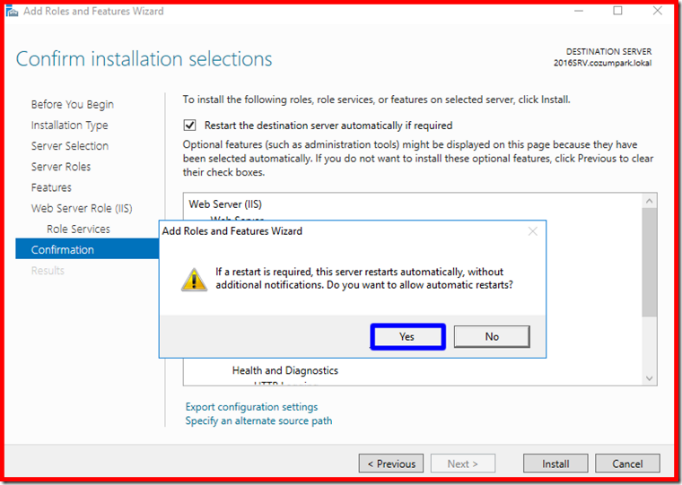 Add Roles and Features Wizard
Confirm installation selections
DESTINATION SERVER
2016SRV.cozumpark.lokal
Before You Begin
Installation Type
Server Selection
Server Roles
Features
Web Server Role (IIS)
Role Services
Confirmation
Results
To install the following roles, role services, or features on selected server, click Install.
Restart the destination server automatically if required
Optional features (such as administration tools) might be displayed on this page because they have
been selected automatically. If you do not want to install these optional features, click Previous to clear
their check boxes.
Web Server (IIS)
Web Server
Add Roles and Features Wizard
If a restart is required, this server restarts automatically, without
additional notifications. Do you want to allow automatic restarts?
Yes
No
Health and Diagnostics
HTTP Logging
Export configuration settings
Specify an alternate source path
< Previous
Next >
Install
Cancel